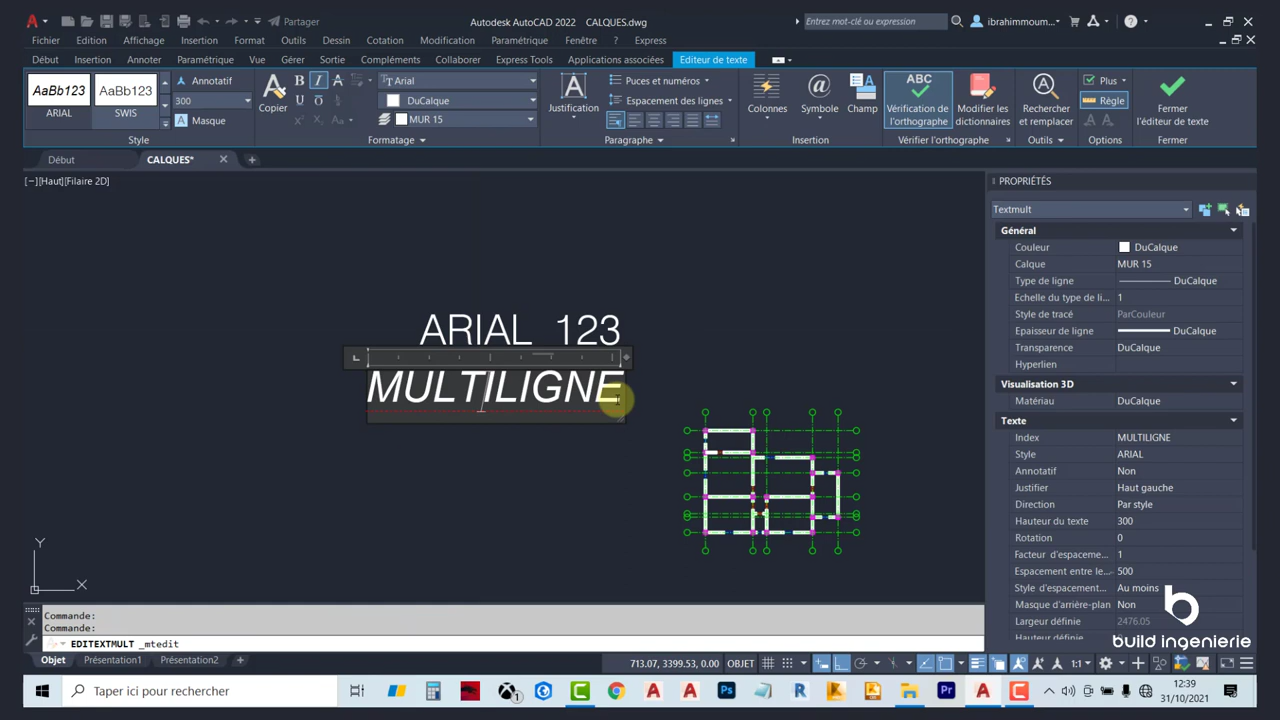 Partager
Autodesk AutoCAD 2022 CALQUES.dwg
Entrez mot-clé ou expression
ibrahimmoum...
Fichier Edition Affichage Insertion Format Outils Dessin Cotation Modification Paramétrique Fenêtre ? Express
Début Insertion Annoter Paramétrique Vue Gérer Sortie Compléments Collaborer Express Tools Applications associées Editeur de texte
AaBb123 AaBb123
ARIAL SWIS
Annotatif
300
Masque
Copier
B I A
U O
Arial
DuCalque
MUR 15
Justification
Puces et numéros
Espacement des lignes
Colonnes Symbole Champ
ABC
Vérification de l'orthographe
Modifier les dictionnaires
Rechercher et remplacer
Plus
Règle
Fermer l'éditeur de texte
Style Formatage Paragraphe Insertion Vérifier l'orthographe Outils Options Fermer
Début CALQUES*
[−][Haut][Filaire 2D]
ARIAL 123
MULTILIGNE
Y
X
PROPRIÉTÉS
Textmult
Général
Couleur DuCalque
Calque MUR 15
Type de ligne DuCalque
Echelle du type de li... 1
Style de tracé ParCouleur
Epaisseur de ligne DuCalque
Transparence DuCalque
Hyperlien
Visualisation 3D
Matériau DuCalque
Texte
Index MULTILIGNE
Style ARIAL
Annotatif Non
Justifier Haut gauche
Direction Par style
Hauteur du texte 300
Rotation 0
Facteur d'espaceme... 1
Espacement entre le... 500
Style d'espacement... Au moins
Masque d'arrière-plan Non
Largeur définie 2476.05
build ingenierie
Commande:
Commande:
EDITEXTMULT _mtedit
Objet Présentation1 Présentation2 +
713.07, 3399.53, 0.00 OBJET
1:1
Taper ici pour rechercher
12:39
31/10/2021